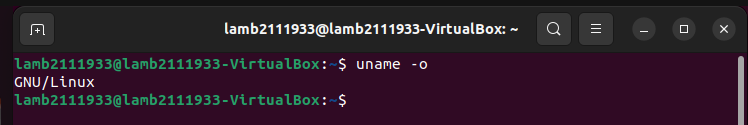 lamb2111933@lamb2111933-VirtualBox: ~
lamb2111933@lamb2111933-VirtualBox:~$ uname -o
GNU/Linux
lamb2111933@lamb2111933-VirtualBox:~$